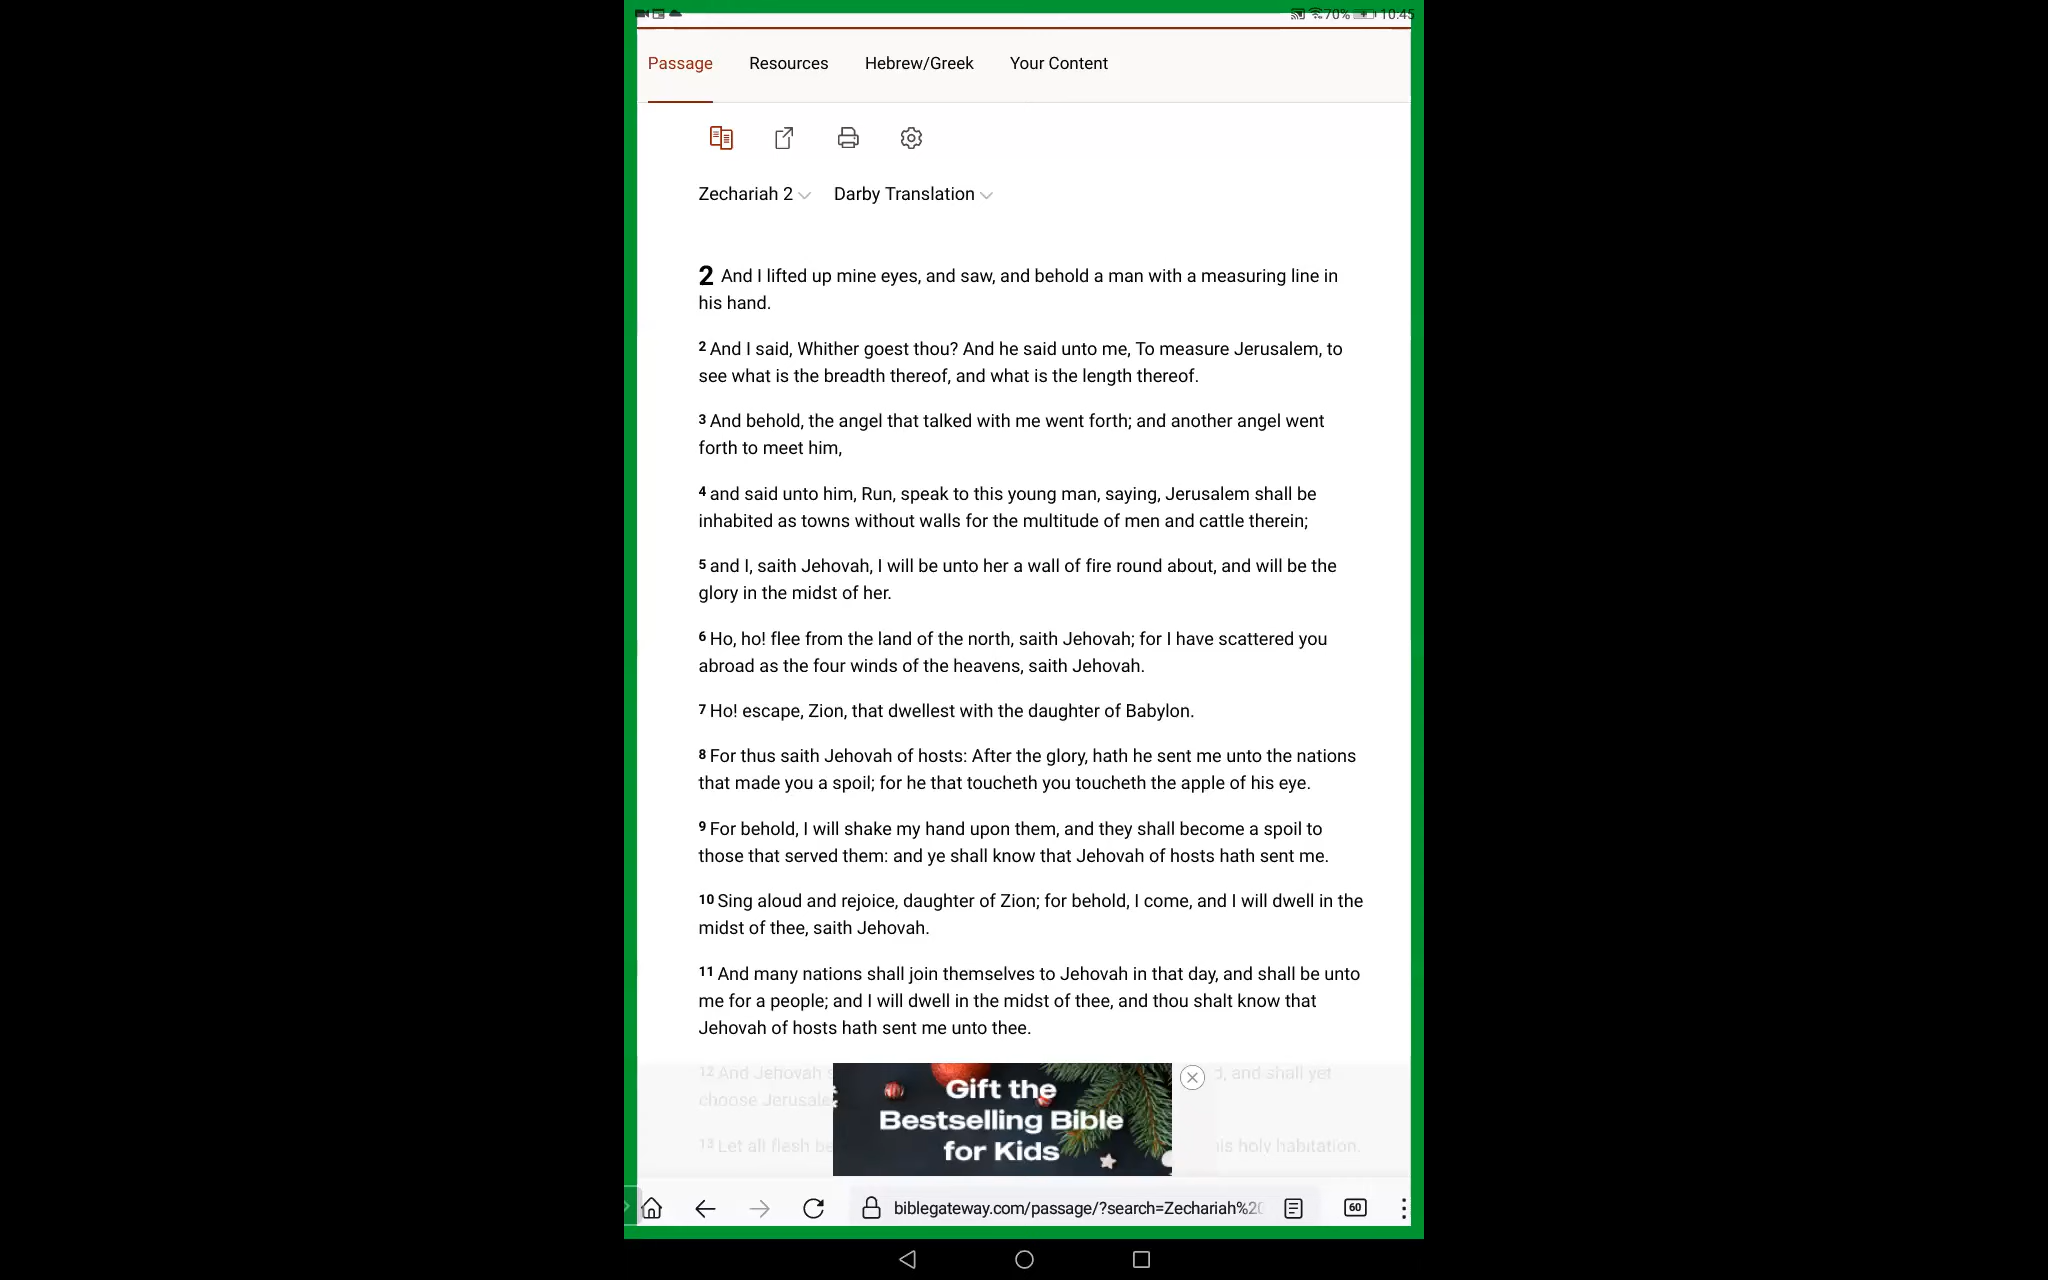 70% 10:45
Passage Resources Hebrew/Greek Your Content
Zechariah 2 Darby Translation
2 And I lifted up mine eyes, and saw, and behold a man with a measuring line in
his hand.
2 And I said, Whither goest thou? And he said unto me, To measure Jerusalem, to
see what is the breadth thereof, and what is the length thereof.
3 And behold, the angel that talked with me went forth; and another angel went
forth to meet him,
4 and said unto him, Run, speak to this young man, saying, Jerusalem shall be
inhabited as towns without walls for the multitude of men and cattle therein;
5 and I, saith Jehovah, I will be unto her a wall of fire round about, and will be the
glory in the midst of her.
6 Ho, ho! flee from the land of the north, saith Jehovah; for I have scattered you
abroad as the four winds of the heavens, saith Jehovah.
7 Ho! escape, Zion, that dwellest with the daughter of Babylon.
8 For thus saith Jehovah of hosts: After the glory, hath he sent me unto the nations
that made you a spoil; for he that toucheth you toucheth the apple of his eye.
9 For behold, I will shake my hand upon them, and they shall become a spoil to
those that served them: and ye shall know that Jehovah of hosts hath sent me.
10 Sing aloud and rejoice, daughter of Zion; for behold, I come, and I will dwell in the
midst of thee, saith Jehovah.
11 And many nations shall join themselves to Jehovah in that day, and shall be unto
me for a people; and I will dwell in the midst of thee, and thou shalt know that
Jehovah of hosts hath sent me unto thee.
12 And Jehovah and shall yet
choose
13 Let all flesh holy habitation.
Gift the
Bestselling Bible
for Kids
biblegateway.com/passage/?search=Zechariah%20 60